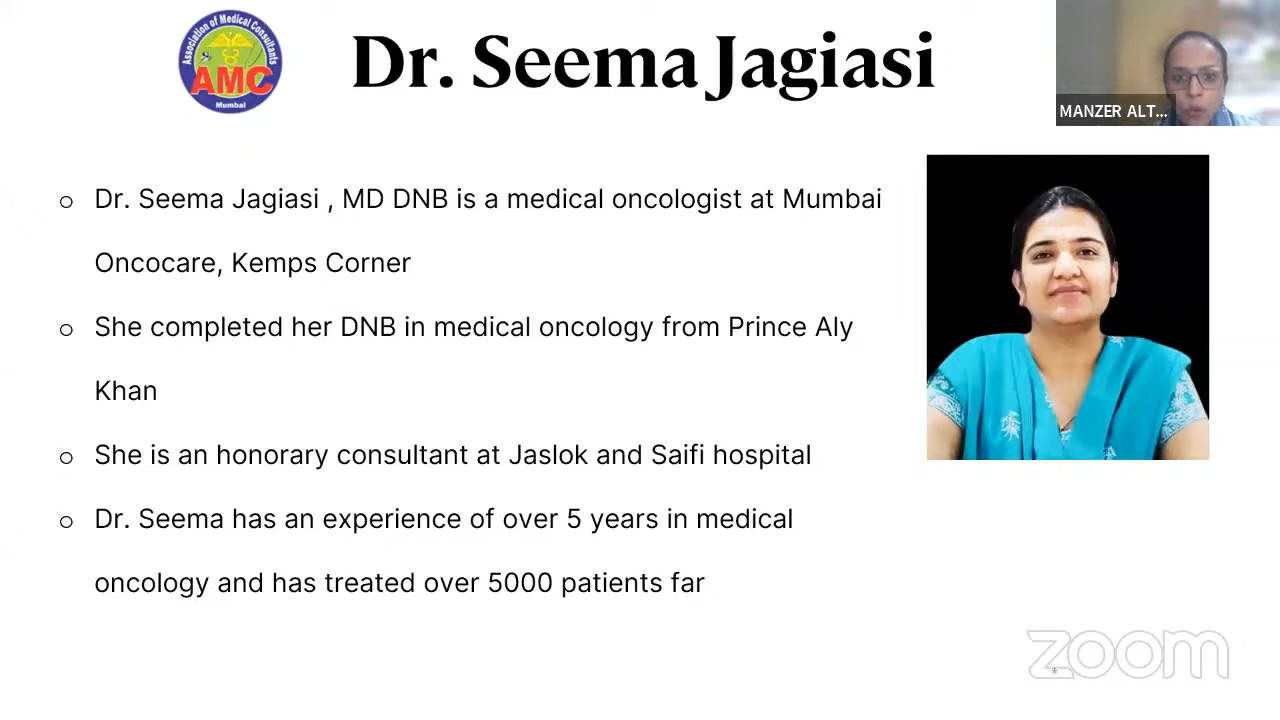 Association of Medical Consultants
AMC
Mumbai
Dr. Seema Jagiasi
MANZER ALT...
o Dr. Seema Jagiasi , MD DNB is a medical oncologist at Mumbai
Oncocare, Kemps Corner
o She completed her DNB in medical oncology from Prince Aly
Khan
o She is an honorary consultant at Jaslok and Saifi hospital
o Dr. Seema has an experience of over 5 years in medical
oncology and has treated over 5000 patients far
zoom
*